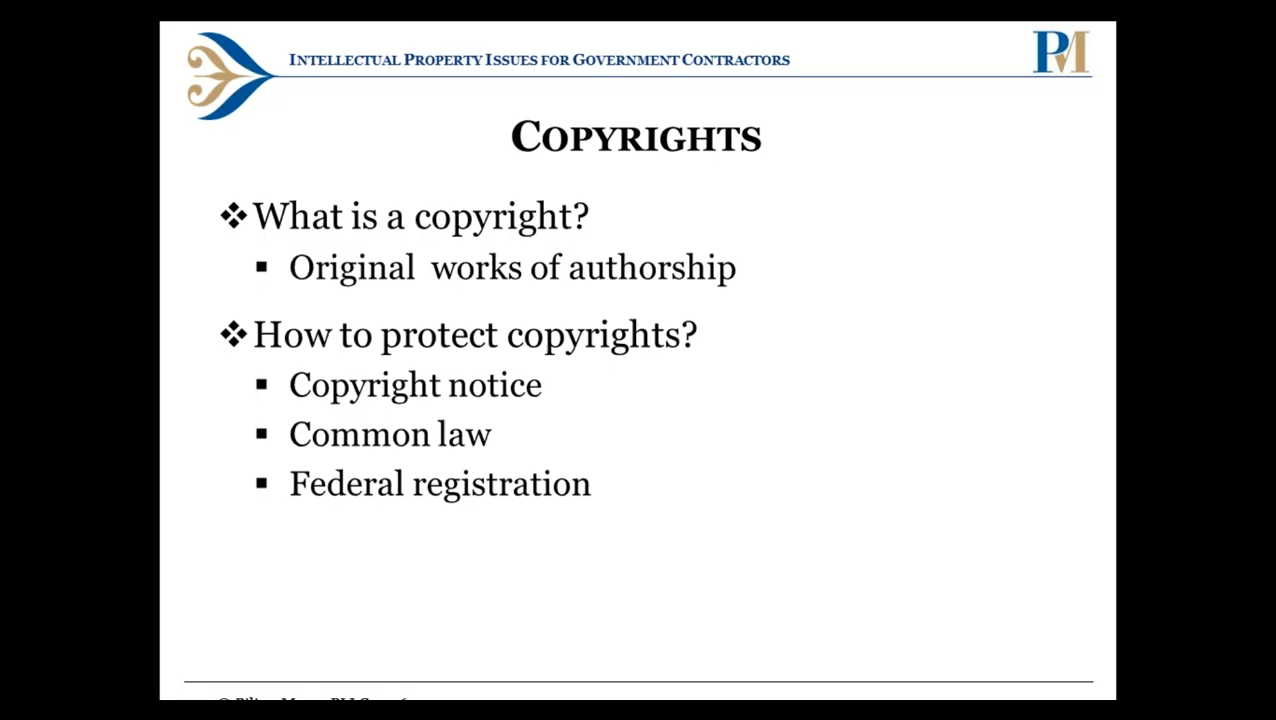 INTELLECTUAL PROPERTY ISSUES FOR GOVERNMENT CONTRACTORS
PM
COPYRIGHTS
❖ What is a copyright?
▪ Original works of authorship
❖ How to protect copyrights?
▪ Copyright notice
▪ Common law
▪ Federal registration